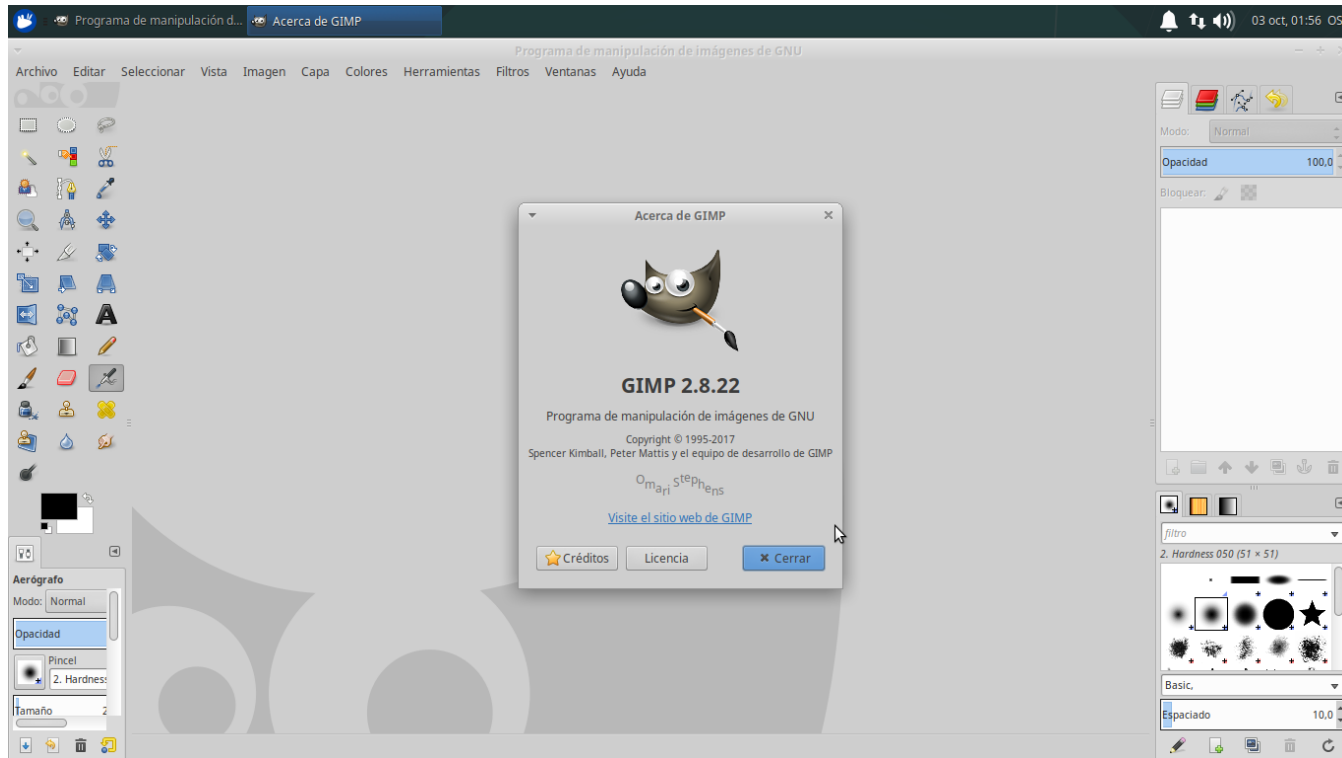 Programa de manipulación d...
Acerca de GIMP
03 oct, 01:56 OS
Programa de manipulación de imágenes de GNU
Archivo Editar Seleccionar Vista Imagen Capa Colores Herramientas Filtros Ventanas Ayuda
Modo: Normal
Opacidad 100,0
Bloquear:
Acerca de GIMP
GIMP 2.8.22
Programa de manipulación de imágenes de GNU
Copyright © 1995-2017
Spencer Kimball, Peter Mattis y el equipo de desarrollo de GIMP
Omari Stephens
Visite el sitio web de GIMP
Créditos Licencia Cerrar
Aerógrafo
Modo: Normal
Opacidad
Pincel
2. Hardness
Tamaño 2
filtro
2. Hardness 050 (51 × 51)
Basic,
Espaciado 10,0